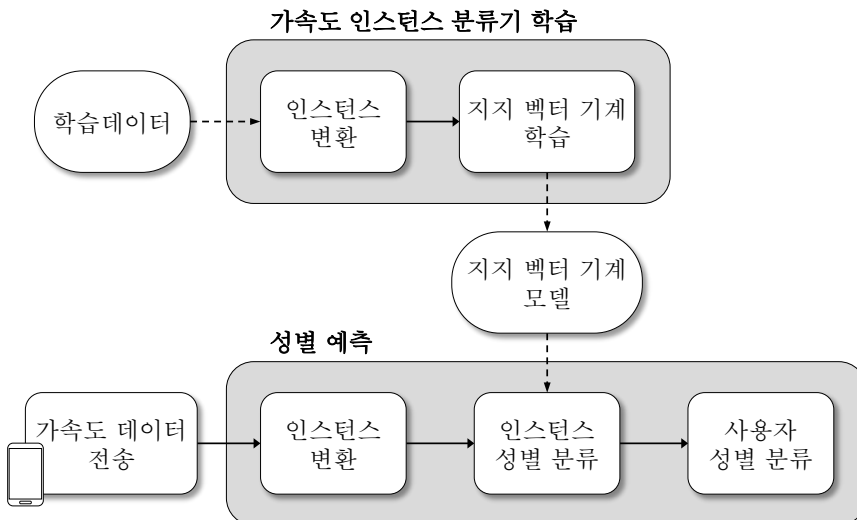 가속도 인스턴스 분류기 학습
학습데이터
인스턴스
변환
지지 벡터 기계
학습
지지 벡터 기계
모델
성별 예측
가속도 데이터
전송
인스턴스
변환
인스턴스
성별 분류
사용자
성별 분류